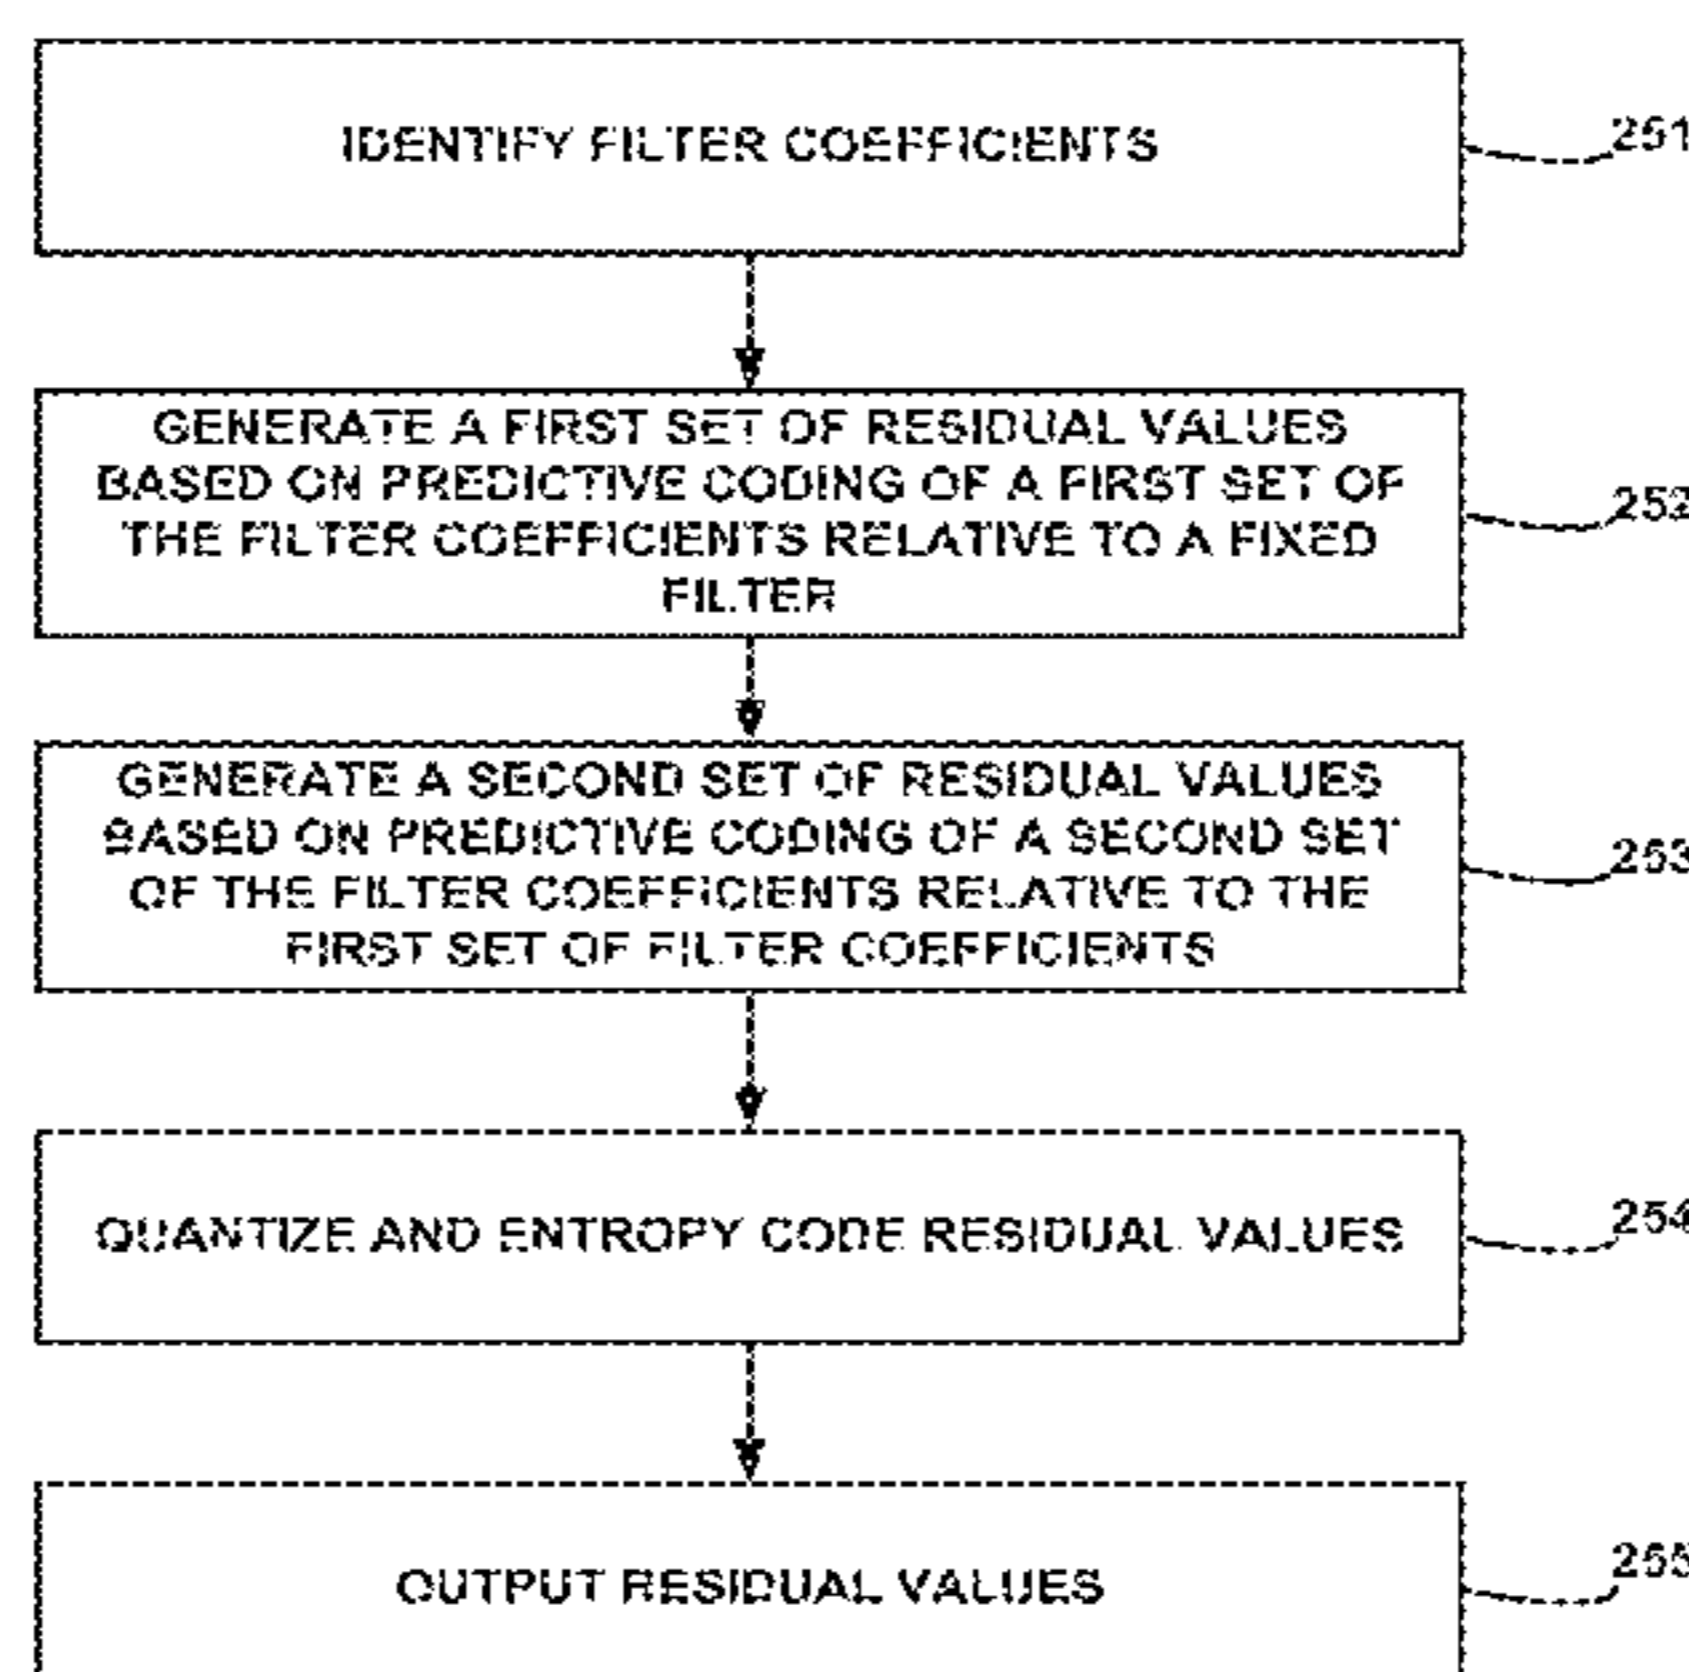 IDENTIFY FILTER COEFFICIENTS
251
GENERATE A FIRST SET OF RESIDUAL VALUES
BASED ON PREDICTIVE CODING OF A FIRST SET OF
THE FILTER COEFFICIENTS RELATIVE TO A FIXED
FILTER
252
GENERATE A SECOND SET OF RESIDUAL VALUES
BASED ON PREDICTIVE CODING OF A SECOND SET
OF THE FILTER COEFFICIENTS RELATIVE TO THE
FIRST SET OF FILTER COEFFICIENTS
253
QUANTIZE AND ENTROPY CODE RESIDUAL VALUES
254
OUTPUT RESIDUAL VALUES
255